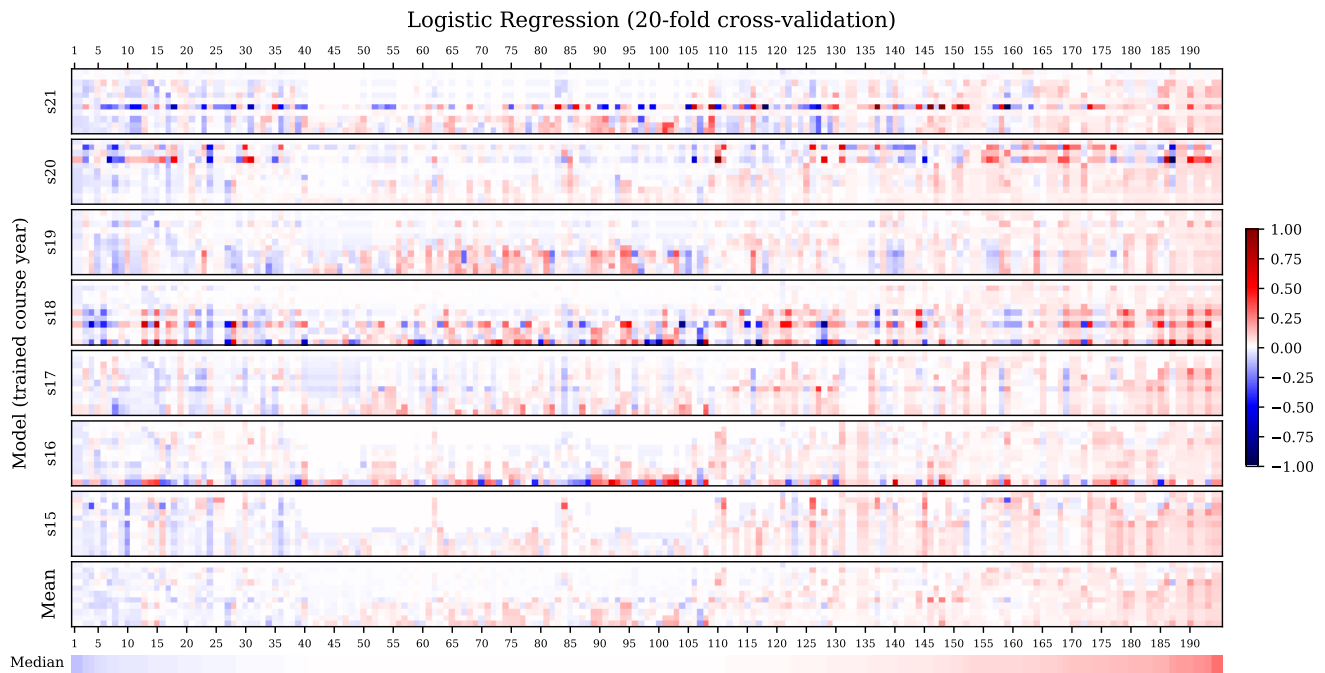 Logistic Regression (20-fold cross-validation)
1 5 10 15 20 25 30 35 40 45 50 55 60 65 70 75 80 85 90 95 100 105 110 115 120 125 130 135 140 145 150 155 160 165 170 175 180 185 190
Model (trained course year)
s21
s20
s19
s18
s17
s16
s15
Mean
1 5 10 15 20 25 30 35 40 45 50 55 60 65 70 75 80 85 90 95 100 105 110 115 120 125 130 135 140 145 150 155 160 165 170 175 180 185 190
Median
1.00
0.75
0.50
0.25
0.00
−0.25
−0.50
−0.75
−1.00